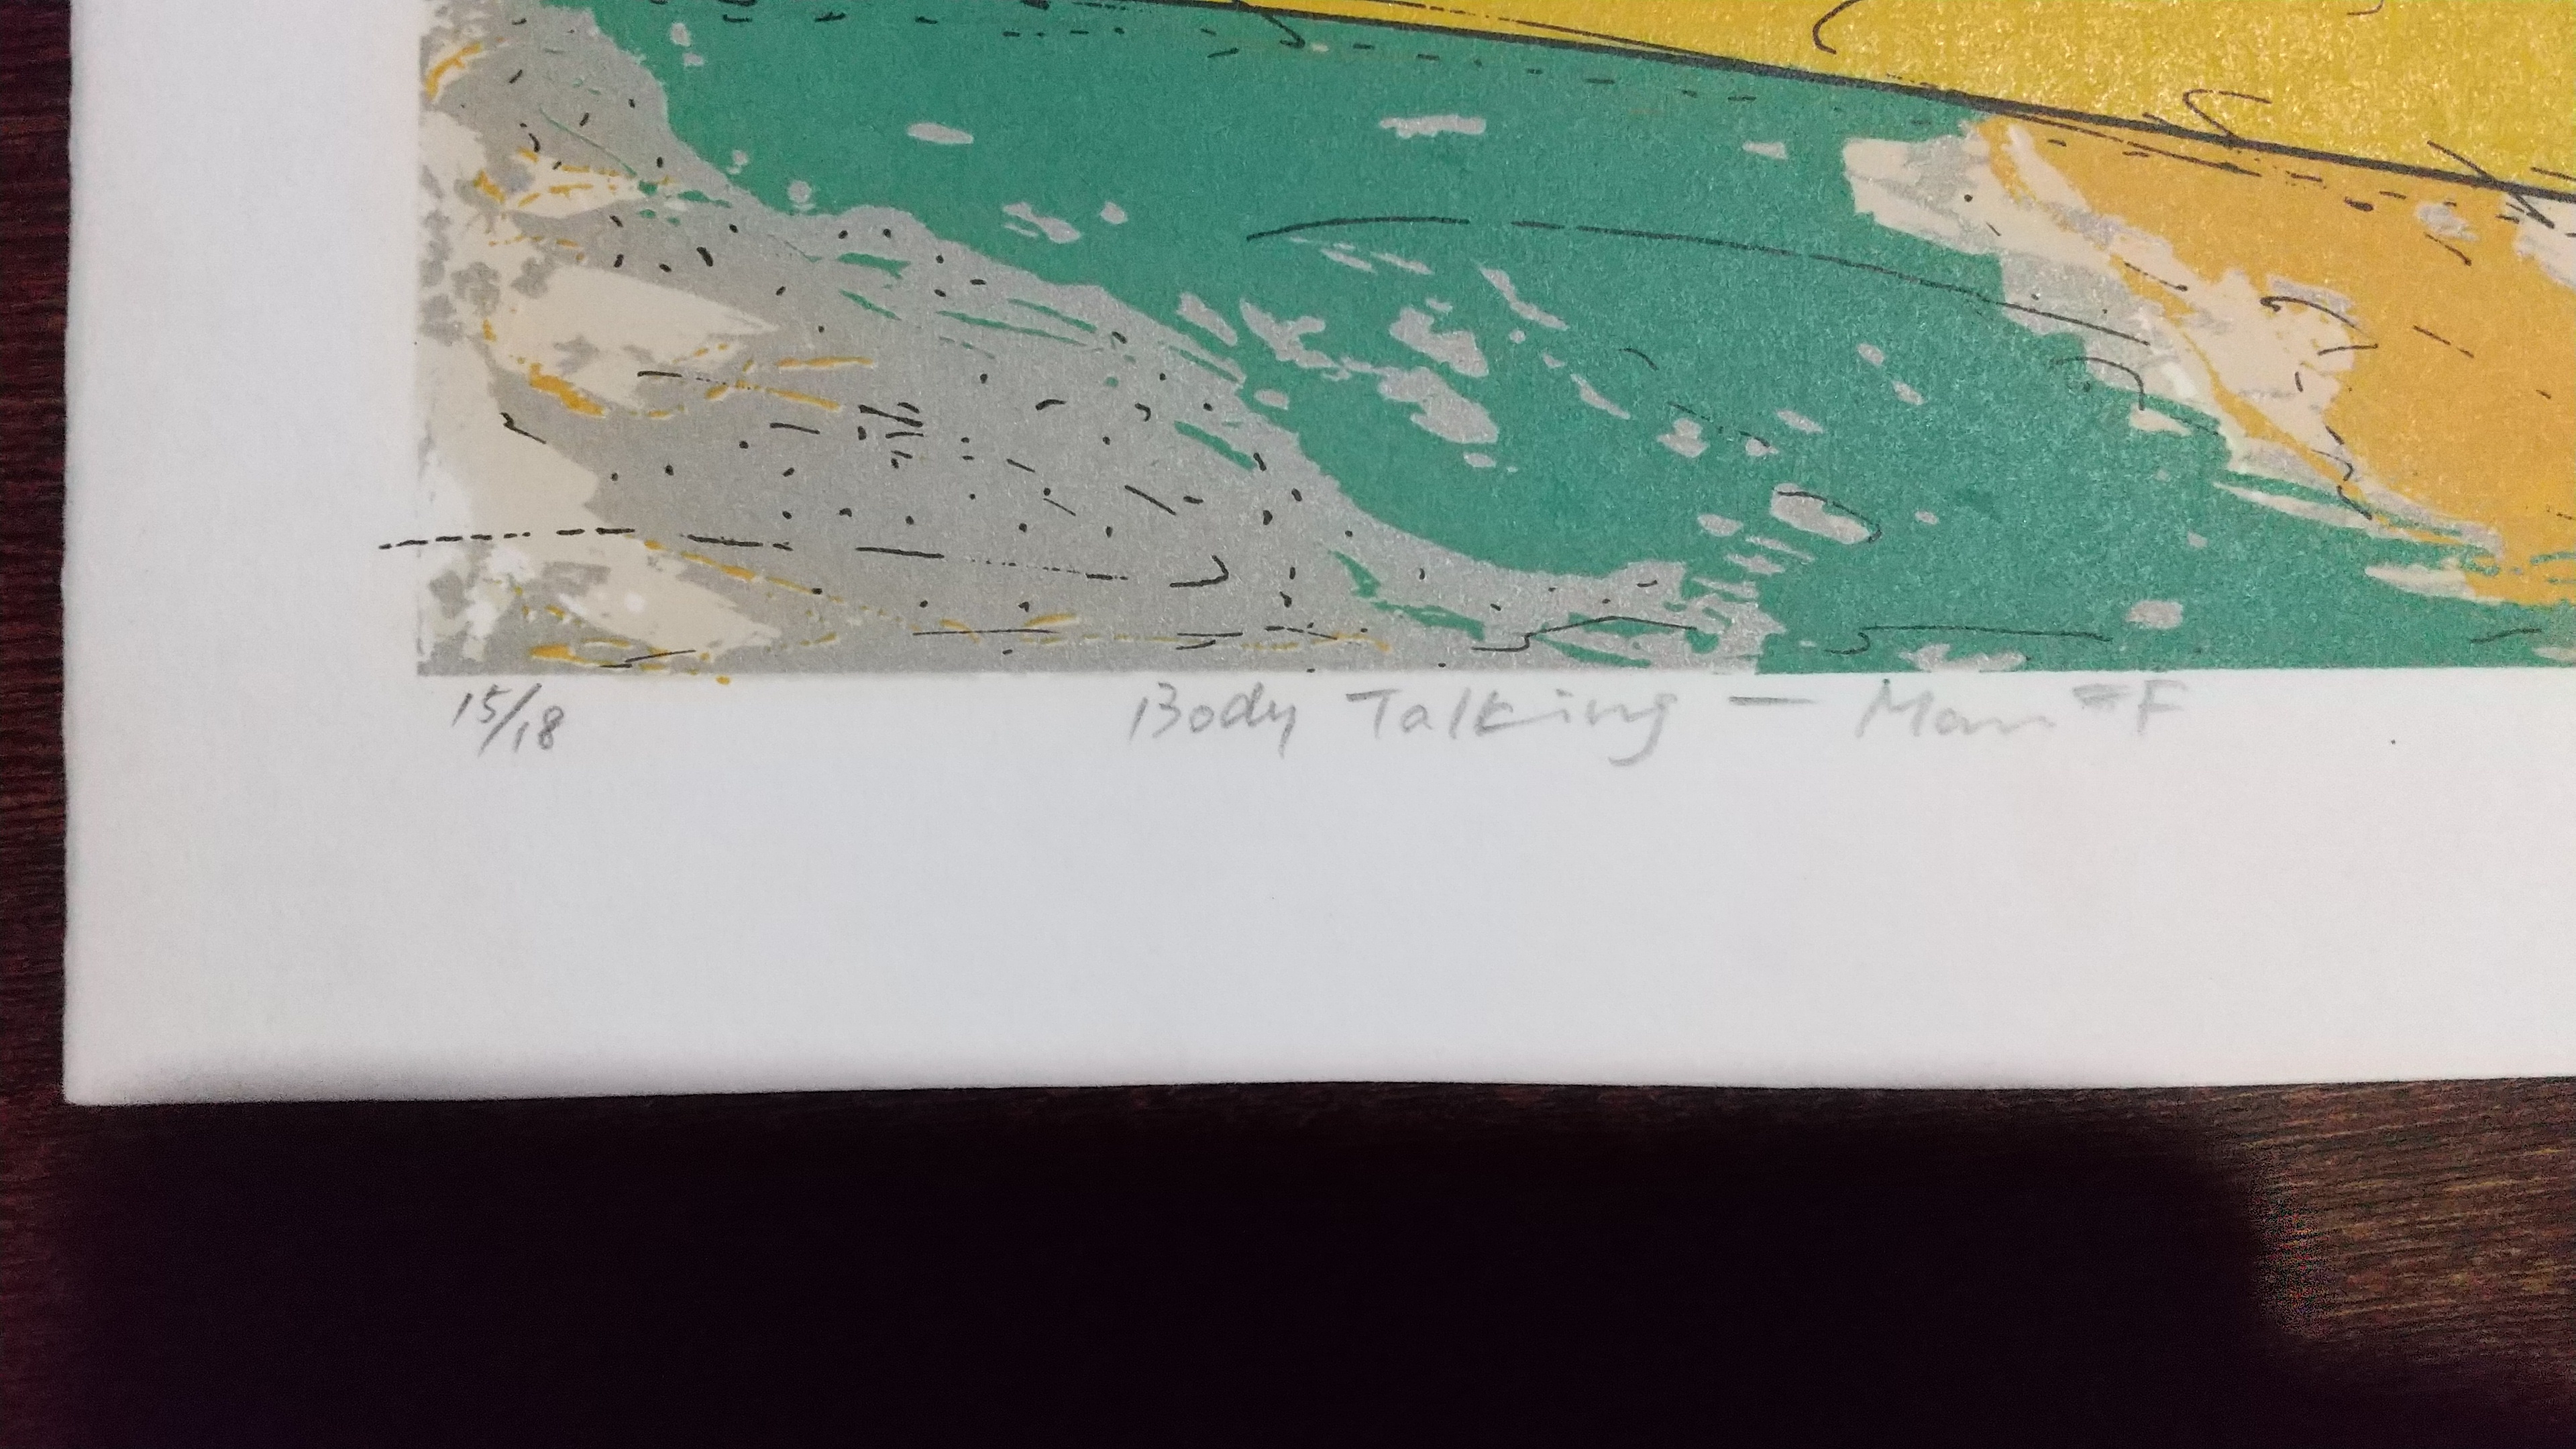 15/18 Body Talking — Man #F